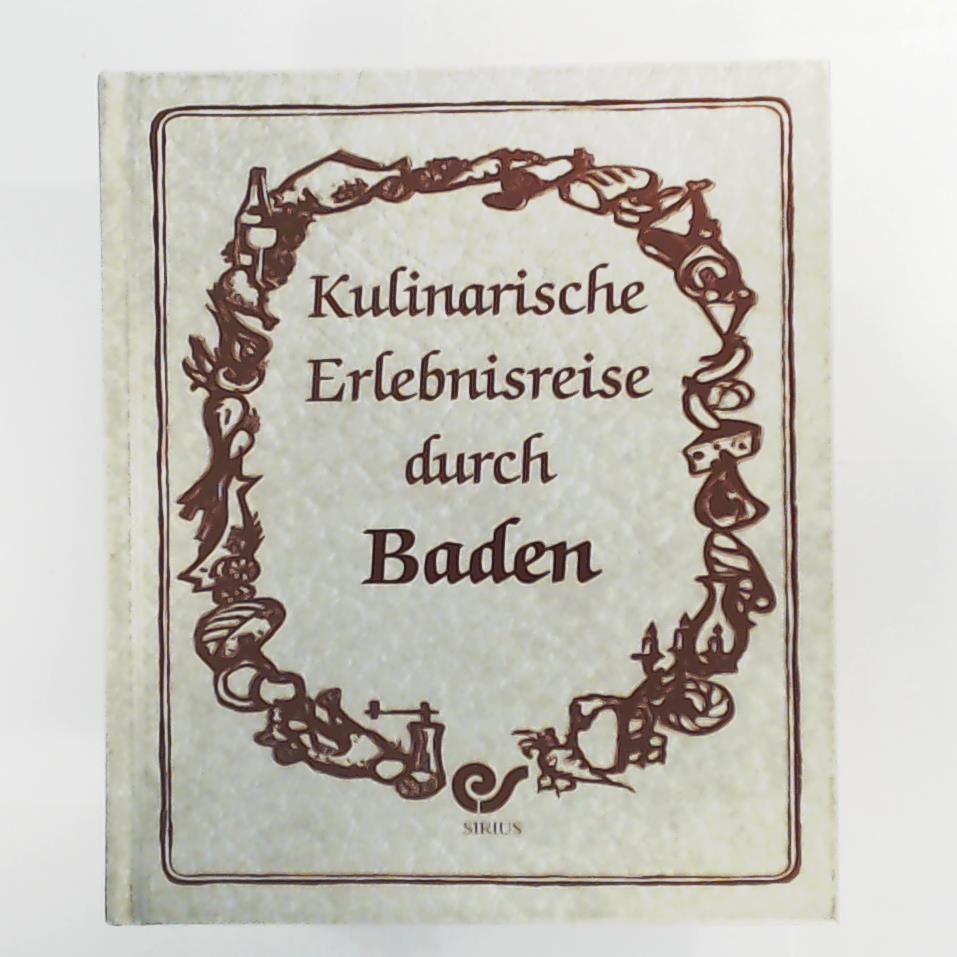 Kulinarische
Erlebnisreise
durch
Baden
SIRIUS